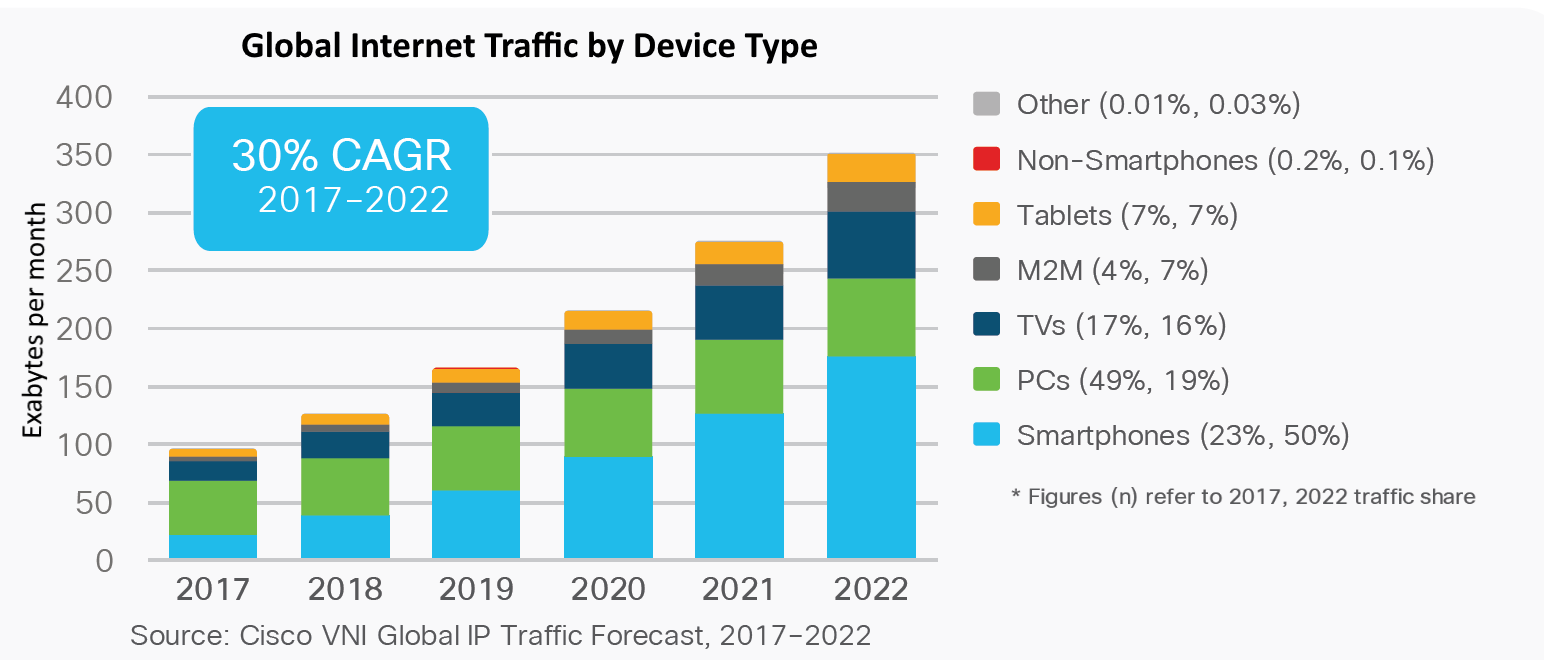 Global Internet Traffic by Device Type
Exabytes per month
400
350
300
250
200
150
100
50
0
30% CAGR
2017–2022
2017 2018 2019 2020 2021 2022
Source: Cisco VNI Global IP Traffic Forecast, 2017–2022
Other (0.01%, 0.03%)
Non-Smartphones (0.2%, 0.1%)
Tablets (7%, 7%)
M2M (4%, 7%)
TVs (17%, 16%)
PCs (49%, 19%)
Smartphones (23%, 50%)
* Figures (n) refer to 2017, 2022 traffic share